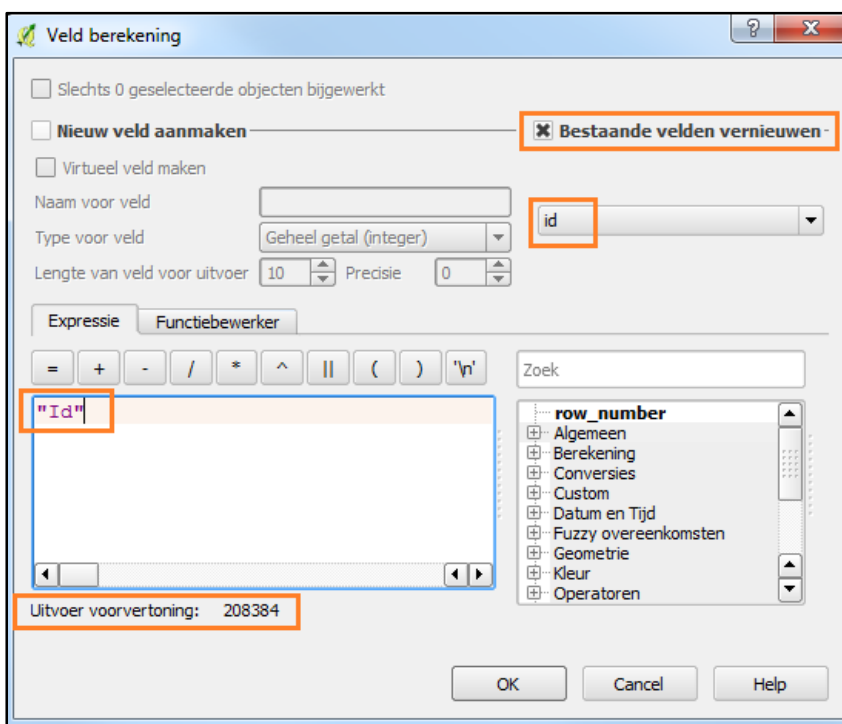 Veld berekening
Slechts 0 geselecteerde objecten bijgewerkt
Nieuw veld aanmaken
Bestaande velden vernieuwen
Virtueel veld maken
Naam voor veld
id
Type voor veld
Geheel getal (integer)
Lengte van veld voor uitvoer
10
Precisie
0
Expressie
Functiebewerker
= + - / * ^ || ( ) '\n'
Zoek
"Id"
row_number
Algemeen
Berekening
Conversies
Custom
Datum en Tijd
Fuzzy overeenkomsten
Geometrie
Kleur
Operatoren
Uitvoer voorvertoning: 208384
OK
Cancel
Help